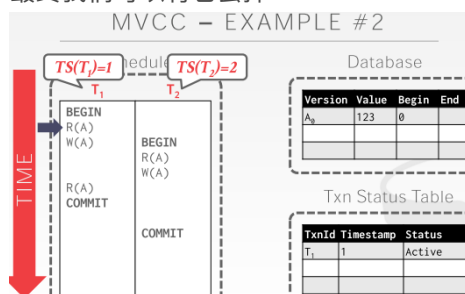 MVCC – EXAMPLE #2
TS(T1)=1
TS(T2)=2
Database
T1
T2
BEGIN
R(A)
W(A)
R(A)
COMMIT
BEGIN
R(A)
W(A)
COMMIT
TIME
Version Value Begin End
A0 123 0
Txn Status Table
TxnId Timestamp Status
T1 1 Active